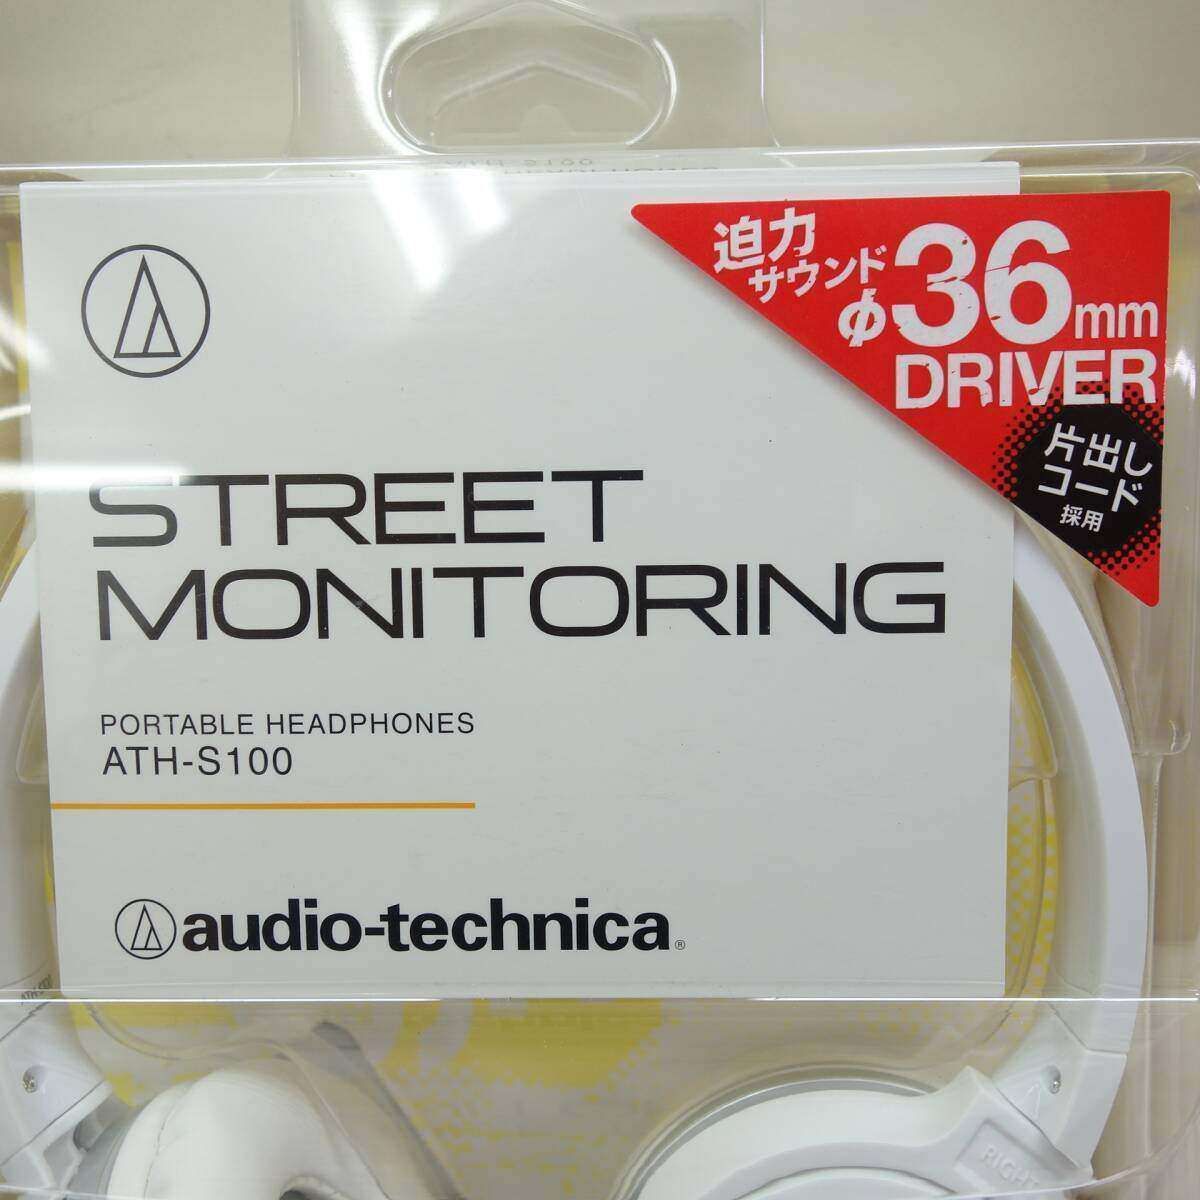 迫力
サウンド
φ36mm
DRIVER
片出し
コード
採用
STREET
MONITORING
PORTABLE HEADPHONES
ATH-S100
audio-technica®
RIGHT